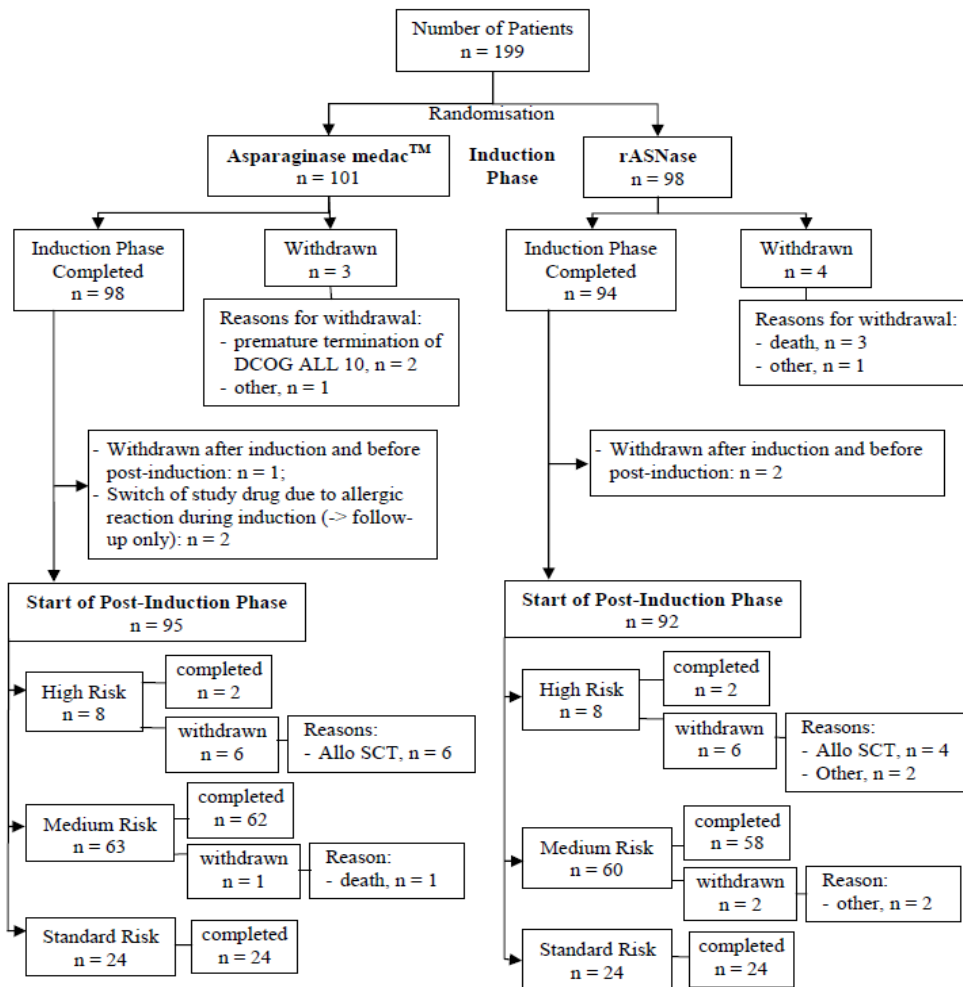 Number of Patients
n = 199
Randomisation
Asparaginase medac™
n = 101
Induction
Phase
rASNase
n = 98
Induction Phase
Completed
n = 98
Withdrawn
n = 3
Reasons for withdrawal:
- premature termination of
DCOG ALL 10, n = 2
- other, n = 1
Induction Phase
Completed
n = 94
Withdrawn
n = 4
Reasons for withdrawal:
- death, n = 3
- other, n = 1
- Withdrawn after induction and before
post-induction: n = 1;
- Switch of study drug due to allergic
reaction during induction (-> follow-
up only): n = 2
- Withdrawn after induction and before
post-induction: n = 2
Start of Post-Induction Phase
n = 95
High Risk
n = 8
completed
n = 2
withdrawn
n = 6
Reasons:
- Allo SCT, n = 6
Medium Risk
n = 63
completed
n = 62
withdrawn
n = 1
Reason:
- death, n = 1
Standard Risk
n = 24
completed
n = 24
Start of Post-Induction Phase
n = 92
High Risk
n = 8
completed
n = 2
withdrawn
n = 6
Reasons:
- Allo SCT, n = 4
- Other, n = 2
Medium Risk
n = 60
completed
n = 58
withdrawn
n = 2
Reason:
- other, n = 2
Standard Risk
n = 24
completed
n = 24